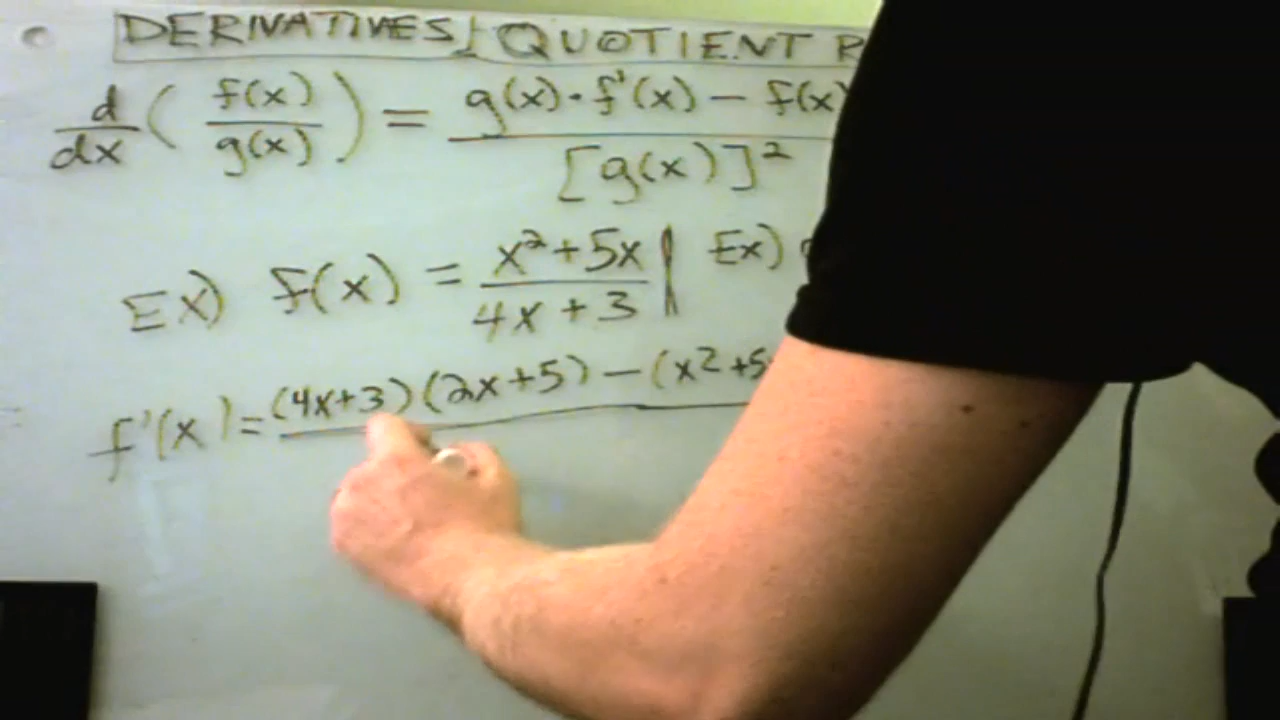 DERIVATIVES: QUOTIENT R
d/dx ( f(x)/g(x) ) = g(x)·f'(x) − f(x) / [g(x)]²
Ex) f(x) = x²+5x / 4x+3 | Ex)
f'(x) = (4x+3)(2x+5) − (x²+5